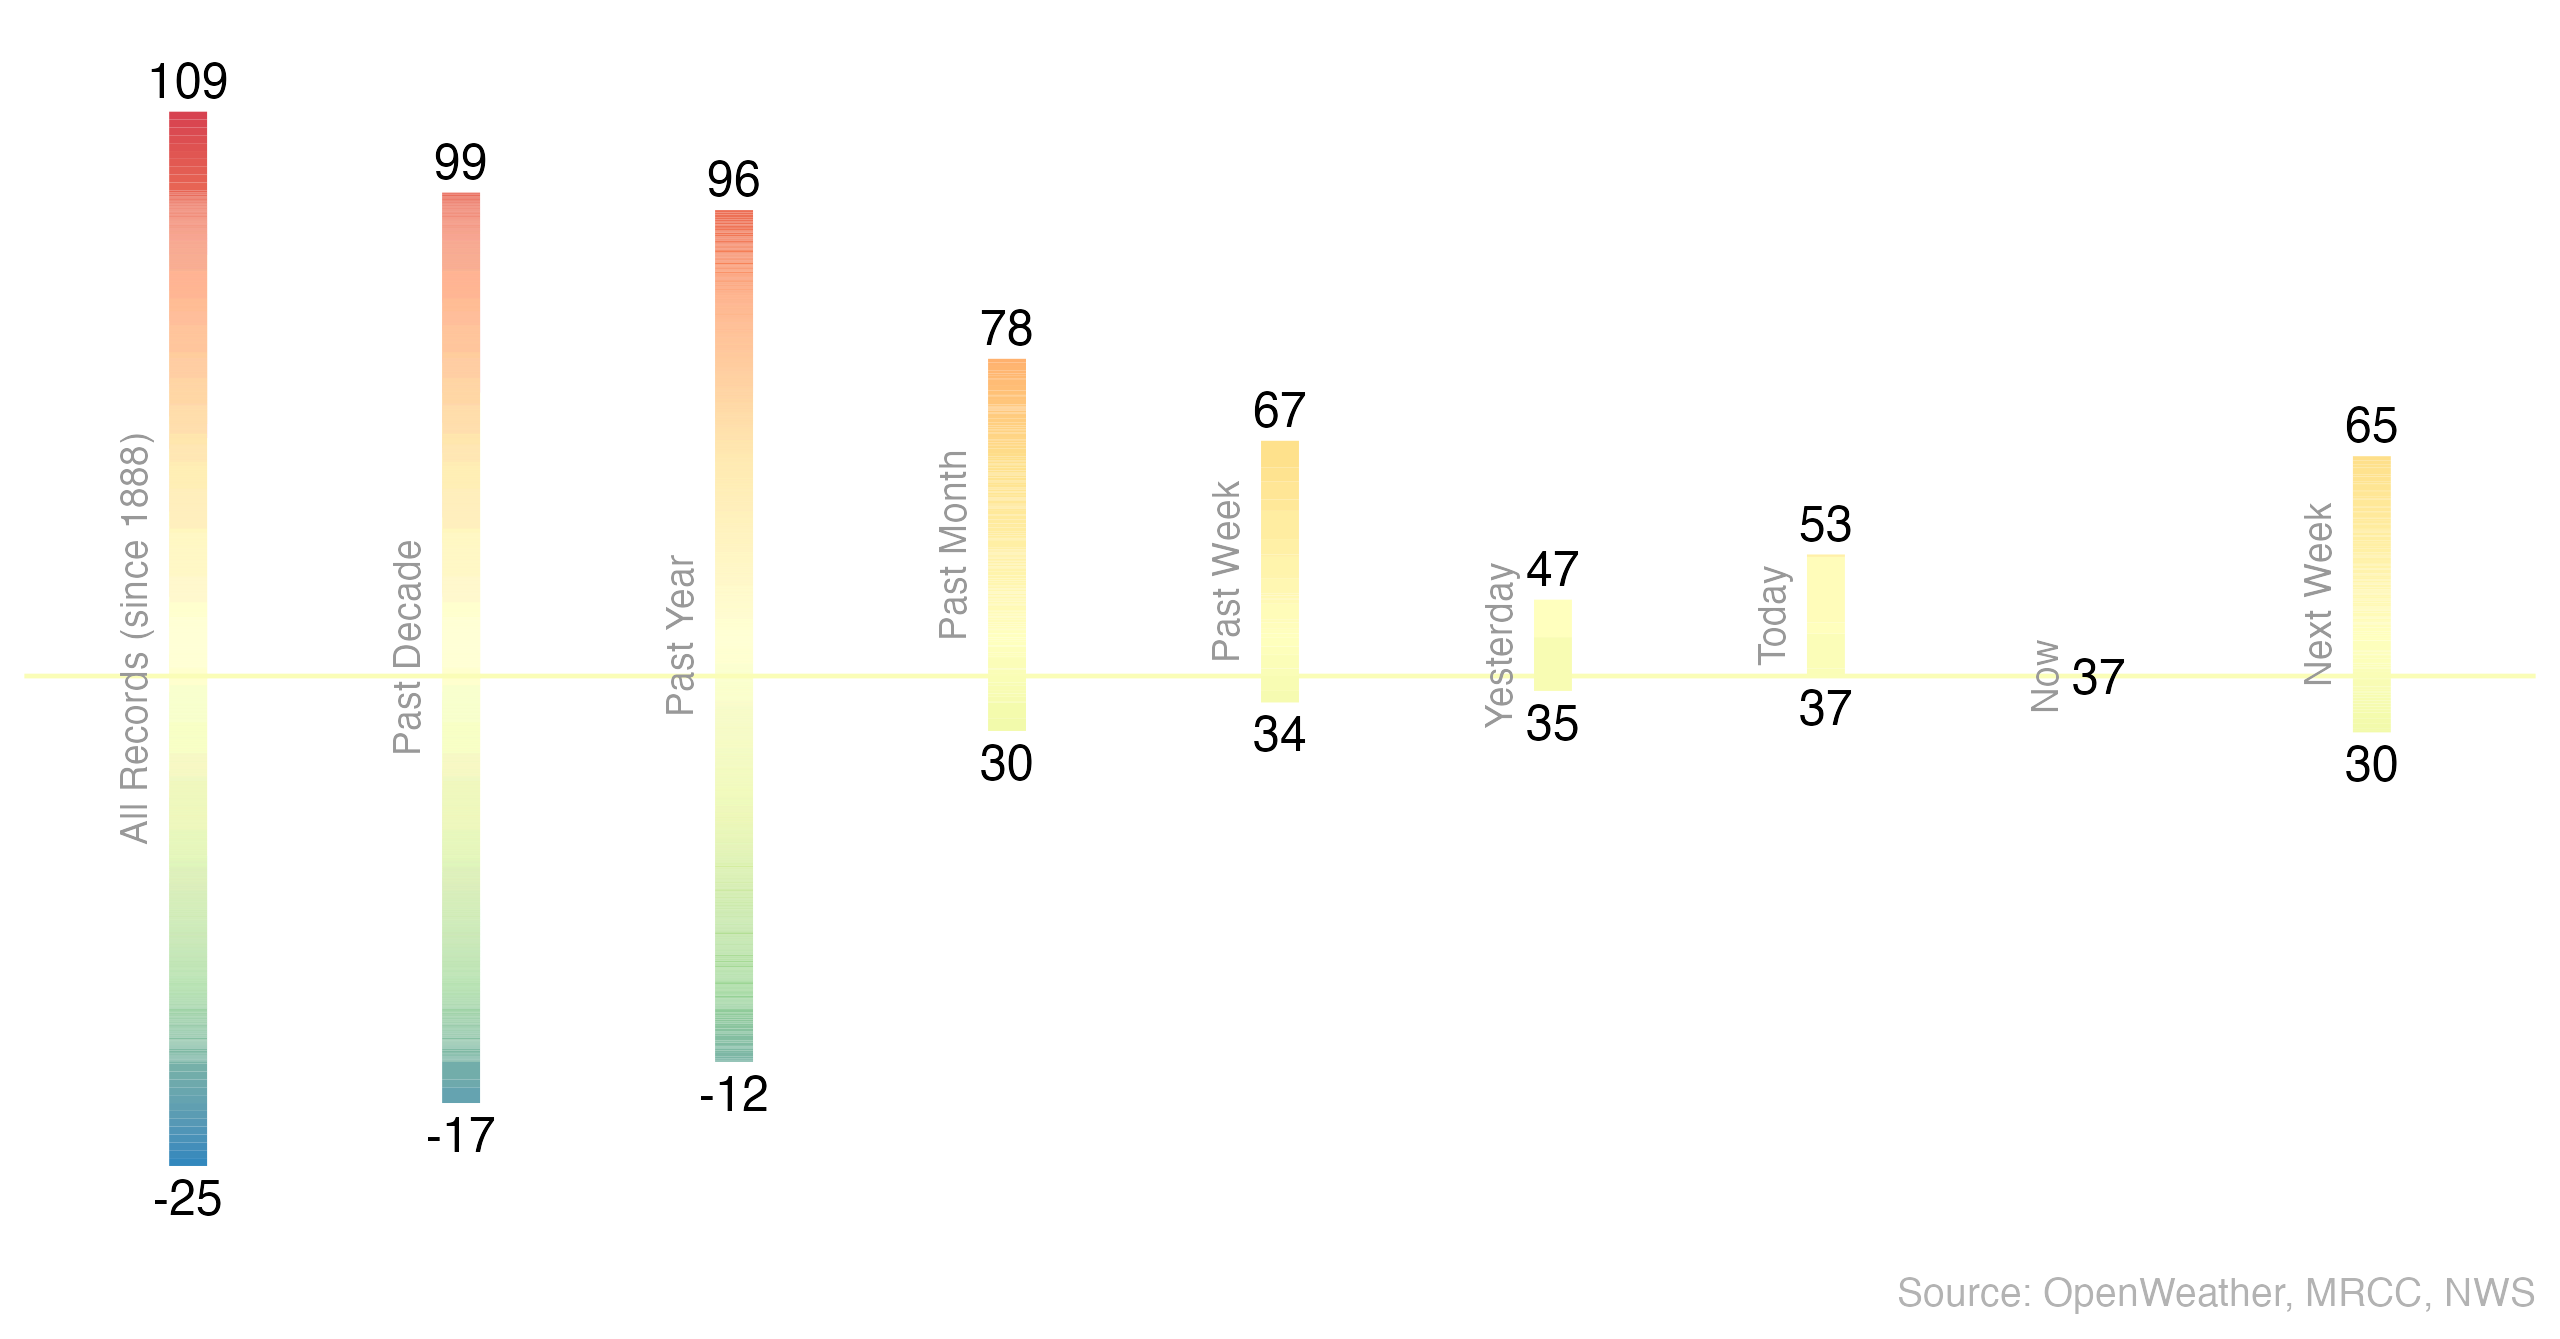 109
All Records (since 1888)
-25
99
Past Decade
-17
96
Past Year
-12
78
Past Month
30
67
Past Week
34
47
Yesterday
35
53
Today
37
Now
37
65
Next Week
30
Source: OpenWeather, MRCC, NWS